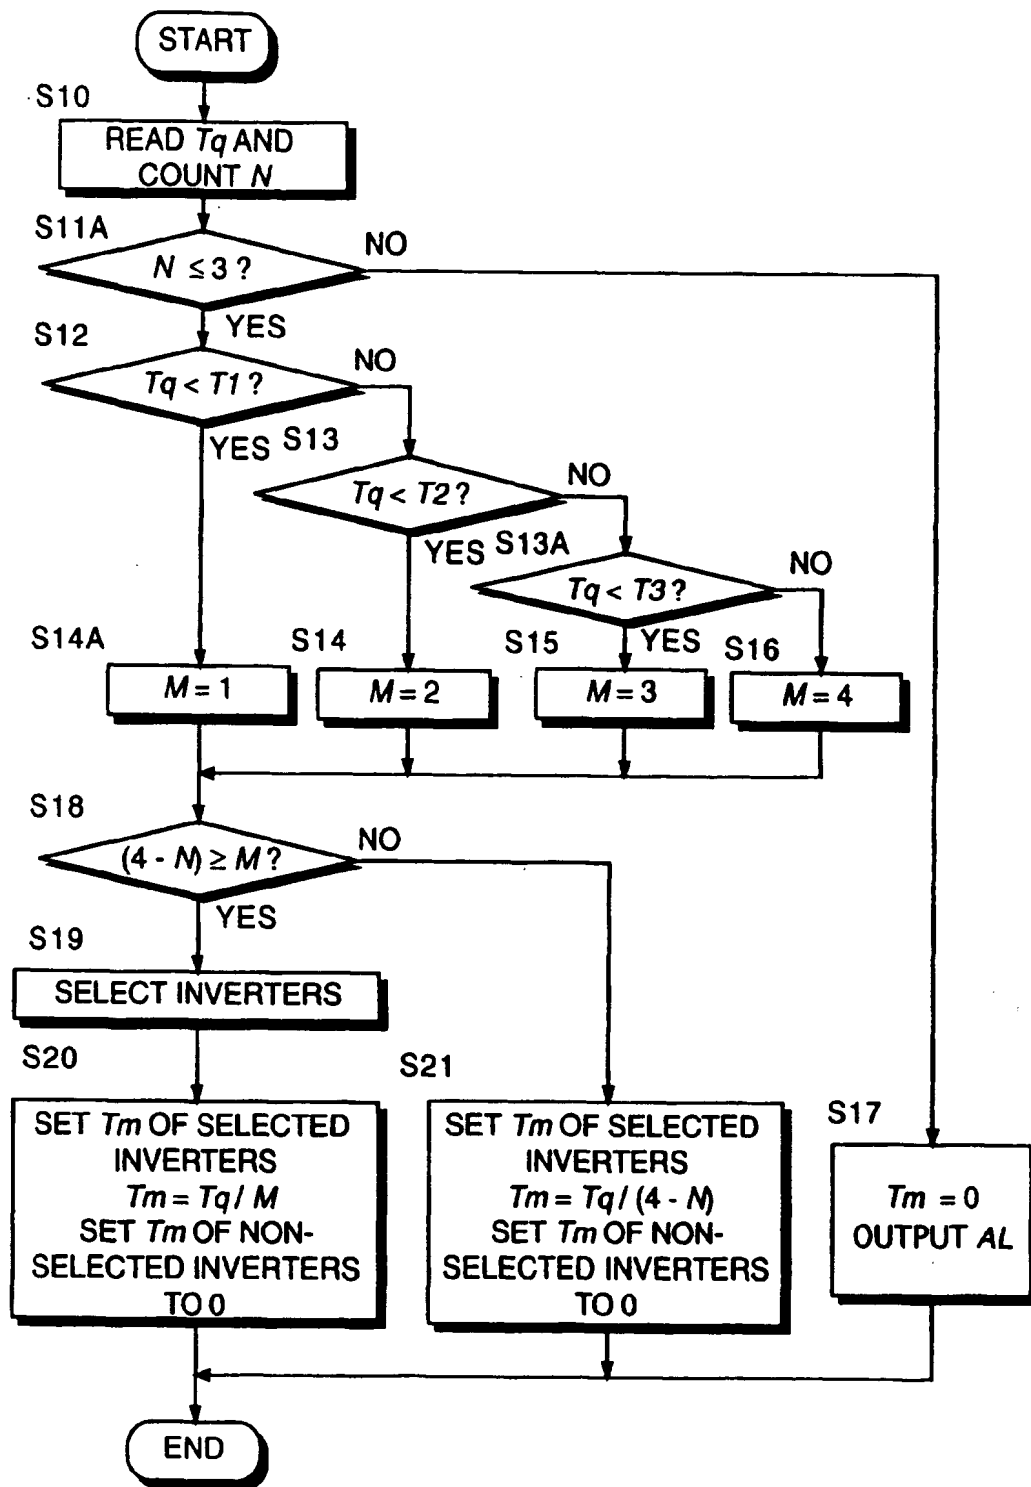 START
S10
READ Tq AND
COUNT N
S11A
N ≤ 3 ?
NO
YES
S12
Tq < T1 ?
NO
YES
S13
Tq < T2 ?
NO
YES
S13A
Tq < T3 ?
NO
YES
S14A
M = 1
S14
M = 2
S15
M = 3
S16
M = 4
S18
(4 - N) ≥ M ?
NO
YES
S19
SELECT INVERTERS
S20
SET Tm OF SELECTED
INVERTERS
Tm = Tq / M
SET Tm OF NON-
SELECTED INVERTERS
TO 0
S21
SET Tm OF SELECTED
INVERTERS
Tm = Tq / (4 - N)
SET Tm OF NON-
SELECTED INVERTERS
TO 0
S17
Tm = 0
OUTPUT AL
END